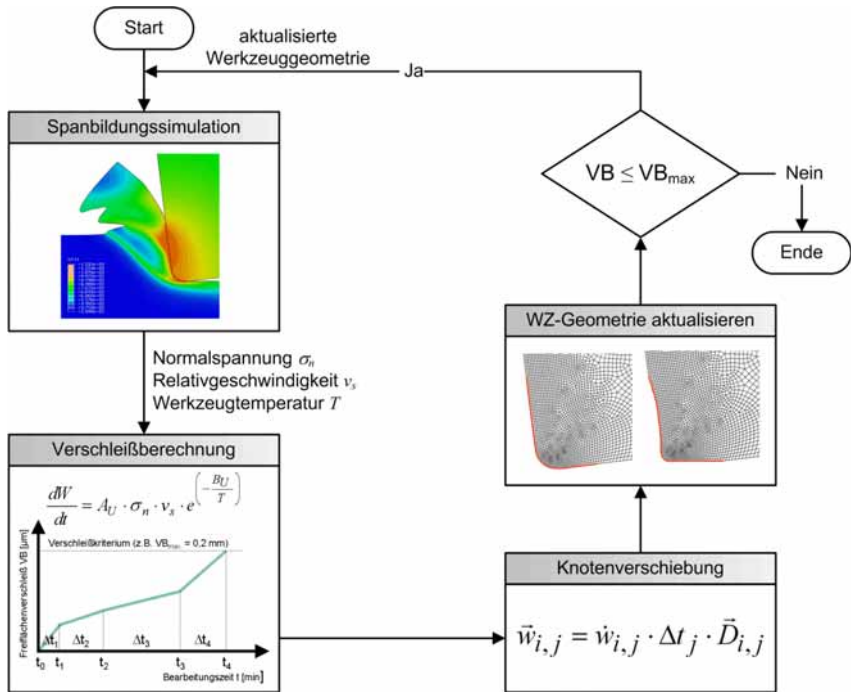 Start
aktualisierte
Werkzeuggeometrie
Ja
Spanbildungssimulation
VB ≤ VBmax
Nein
Ende
Normalspannung σn
Relativgeschwindigkeit vs
Werkzeugtemperatur T
WZ-Geometrie aktualisieren
Verschleißberechnung
dW/dt = AU · σn · vs · e^(-BU/T)
Verschleißkriterium (z.B. VBmax = 0,2 mm)
Freiflächenverschleiß VB [µm]
Δt1 Δt2 Δt3 Δt4
t0 t1 t2 t3 t4
Bearbeitungszeit t [min]
Knotenverschiebung
w⃗i,j = ẇi,j · Δtj · D⃗i,j